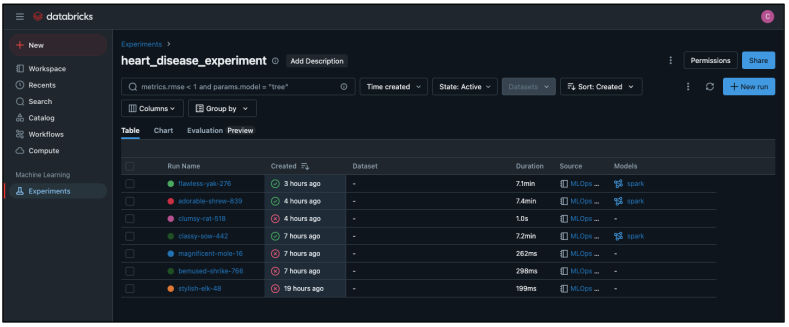 databricks
C
New
Workspace
Recents
Search
Catalog
Workflows
Compute
Machine Learning
Experiments
Experiments >
heart_disease_experiment Add Description
Permissions Share
metrics.rmse < 1 and params.model = "tree" Time created State: Active Datasets Sort: Created + New run
Columns Group by
Table Chart Evaluation Preview
Run Name Created Dataset Duration Source Models
flawless-yak-276 3 hours ago - 7.1min MLOps ... spark
adorable-shrew-839 4 hours ago - 7.4min MLOps ... spark
clumsy-rat-518 4 hours ago - 1.0s MLOps ... -
classy-sow-442 7 hours ago - 7.2min MLOps ... spark
magnificent-mole-16 7 hours ago - 262ms MLOps ... -
bemused-shrike-766 7 hours ago - 298ms MLOps ... -
stylish-elk-48 19 hours ago - 199ms MLOps ... -